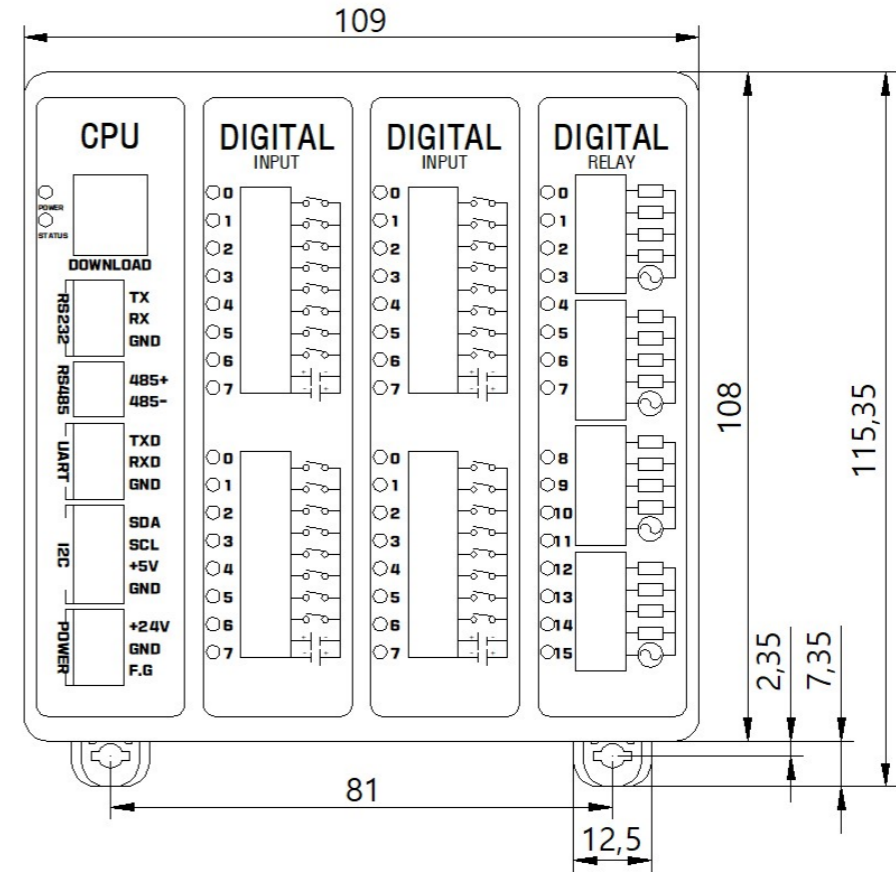 109
CPU
POWER
STATUS
DOWNLOAD
RS232
TX
RX
GND
RS485
485+
485-
UART
TXD
RXD
GND
I2C
SDA
SCL
+5V
GND
POWER
+24V
GND
F.G
DIGITAL
INPUT
0
1
2
3
4
5
6
7
+ -
- +
0
1
2
3
4
5
6
7
+ -
- +
DIGITAL
INPUT
0
1
2
3
4
5
6
7
+ -
- +
0
1
2
3
4
5
6
7
+ -
- +
DIGITAL
RELAY
0
1
2
3
4
5
6
7
8
9
10
11
12
13
14
15
108
115,35
2,35
7,35
81
12,5